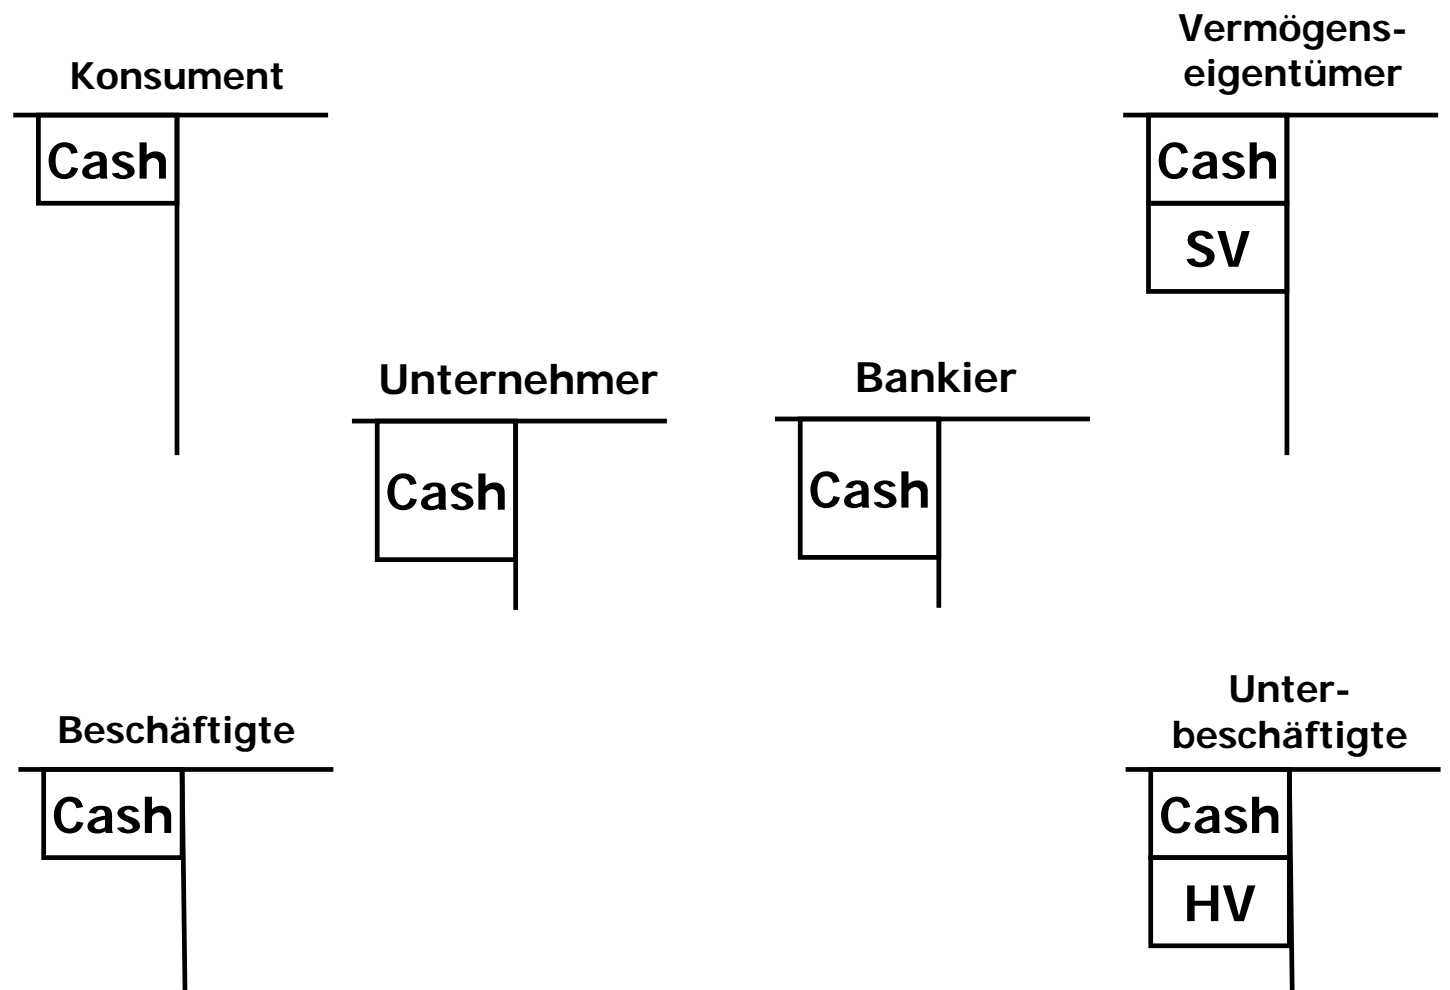 Konsument
Cash
Vermögens-
eigentümer
Cash
SV
Unternehmer
Cash
Bankier
Cash
Beschäftigte
Cash
Unter-
beschäftigte
Cash
HV